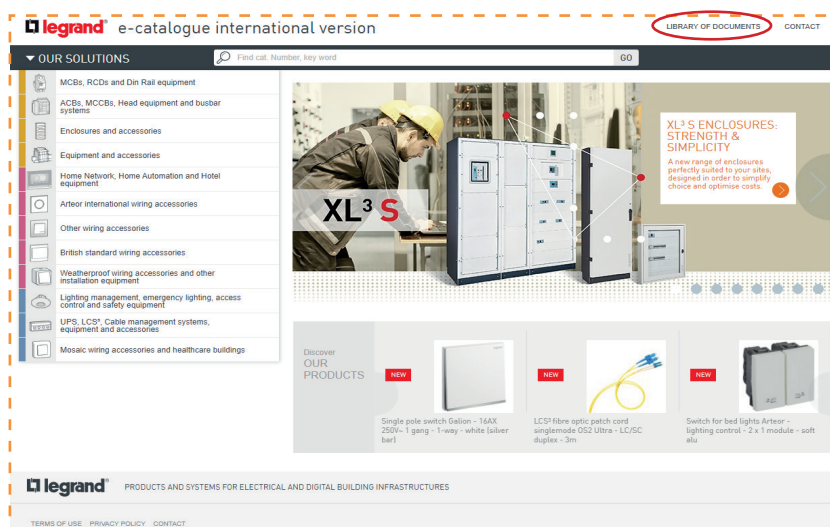 legrand® e-catalogue international version
LIBRARY OF DOCUMENTS CONTACT
OUR SOLUTIONS
Find cat. Number, key word
GO
MCBs, RCDs and Din Rail equipment
ACBs, MCCBs, Head equipment and busbar
systems
Enclosures and accessories
Equipment and accessories
Home Network, Home Automation and Hotel
equipment
Arteor international wiring accessories
Other wiring accessories
British standard wiring accessories
Weatherproof wiring accessories and other
installation equipment
Lighting management, emergency lighting, access
control and safety equipment
UPS, LCS², Cable management systems,
equipment and accessories
Mosaic wiring accessories and healthcare buildings
XL³ S
XL³ S ENCLOSURES:
STRENGTH &
SIMPLICITY
A new range of enclosures
perfectly suited to your sites,
designed in order to simplify
choice and optimise costs.
Discover
OUR
PRODUCTS
NEW
Single pole switch Galion - 16AX
250V~ 1 gang - 1-way - white (silver
bar)
NEW
LCS³ fibre optic patch cord
singlemode OS2 Ultra - LC/SC
duplex - 3m
NEW
Switch for bed lights Arteor -
lighting control - 2 x 1 module - soft
alu
legrand® PRODUCTS AND SYSTEMS FOR ELECTRICAL AND DIGITAL BUILDING INFRASTRUCTURES
TERMS OF USE PRIVACY POLICY CONTACT